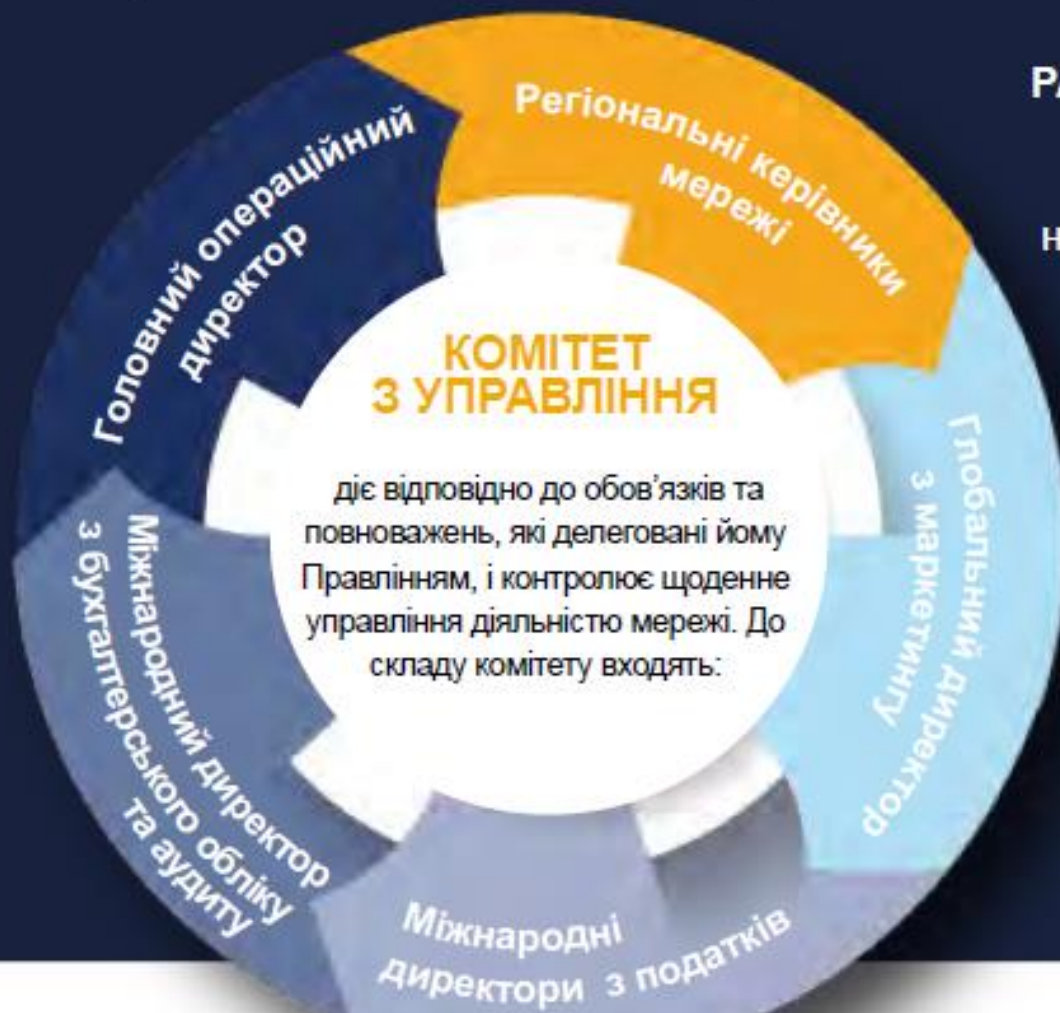 КОМІТЕТ
З УПРАВЛІННЯ
діє відповідно до обов’язків та
повноважень, які делеговані йому
Правлінням, і контролює щоденне
управління діяльністю мережі. До
складу комітету входять:
Головний операційний
директор
Регіональні керівники
мережі
Глобальний директор
з маркетингу
Міжнародні
директори з податків
Міжнародний директор
з бухгалтерського обліку
та аудиту